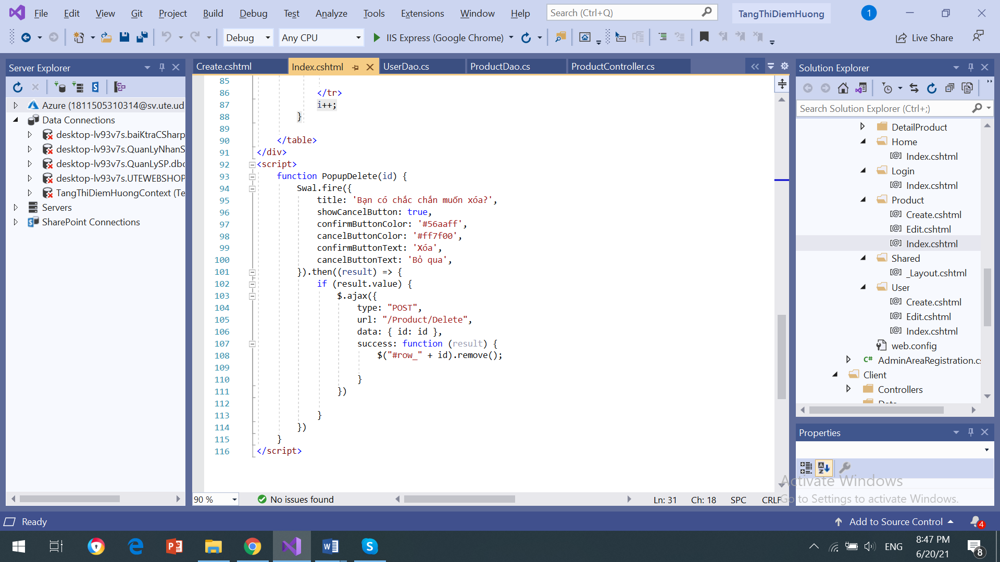 File Edit View Git Project Build Debug Test Analyze Tools Extensions Window Help Search (Ctrl+Q) TangThiDiemHuong 1
Debug Any CPU IIS Express (Google Chrome) Live Share
Server Explorer
Azure (1811505310314@sv.ute.ud
Data Connections
desktop-lv93v7s.baiKtraCSharp
desktop-lv93v7s.QuanLyNhanS
desktop-lv93v7s.QuanLySP.dbo
desktop-lv93v7s.UTEWEBSHOP
TangThiDiemHuongContext (Te
Servers
SharePoint Connections
Create.cshtml Index.cshtml UserDao.cs ProductDao.cs ProductController.cs
85
86 </tr>
87 i++;
88 }
89
90 </table>
91 </div>
92 <script>
93 function PopupDelete(id) {
94 Swal.fire({
95 title: 'Bạn có chắc chắn muốn xóa?',
96 showCancelButton: true,
97 confirmButtonColor: '#56aaff',
98 cancelButtonColor: '#ff7f00',
99 confirmButtonText: 'Xóa',
100 cancelButtonText: 'Bỏ qua',
101 }).then((result) => {
102 if (result.value) {
103 $.ajax({
104 type: "POST",
105 url: "/Product/Delete",
106 data: { id: id },
107 success: function (result) {
108 $("#row_" + id).remove();
109
110 }
111 })
112
113 }
114 })
115 }
116 </script>
90 % No issues found Ln: 31 Ch: 18 SPC CRLF
Solution Explorer
Search Solution Explorer (Ctrl+;)
DetailProduct
Home
Index.cshtml
Login
Index.cshtml
Product
Create.cshtml
Edit.cshtml
Index.cshtml
Shared
_Layout.cshtml
User
Create.cshtml
Edit.cshtml
Index.cshtml
web.config
C# AdminAreaRegistration.cs
Client
Controllers
Properties
Activate Windows
Go to Settings to activate Windows.
Ready Add to Source Control 4
ENG 8:47 PM
6/20/21 8